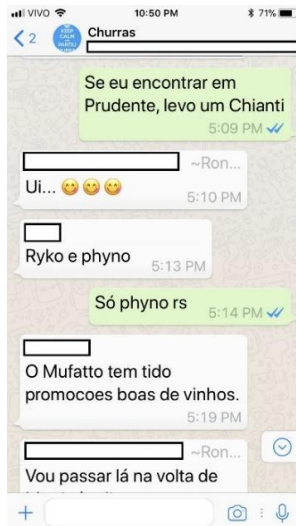 VIVO
10:50 PM
71%
2
Churras
Se eu encontrar em
Prudente, levo um Chianti
5:09 PM
~Ron...
Ui...
5:10 PM
Ryko e phyno
5:13 PM
Só phyno rs
5:14 PM
O Mufatto tem tido
promocoes boas de vinhos.
5:19 PM
~Ron...
Vou passar lá na volta de